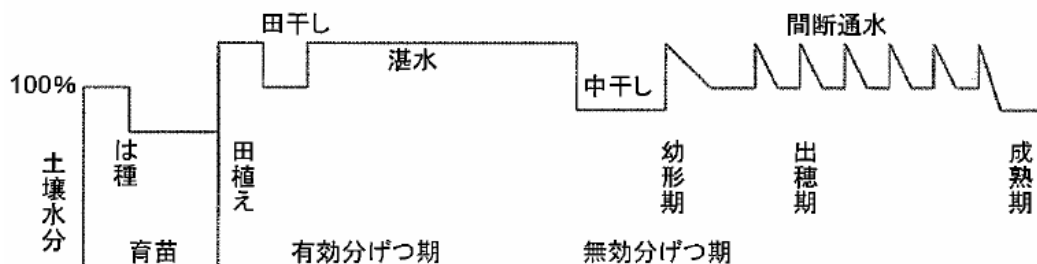 田干し
間断通水
湛水
100%
中干し
土壌水分
は種
田植え
幼形期
出穂期
成熟期
育苗
有効分げつ期
無効分げつ期